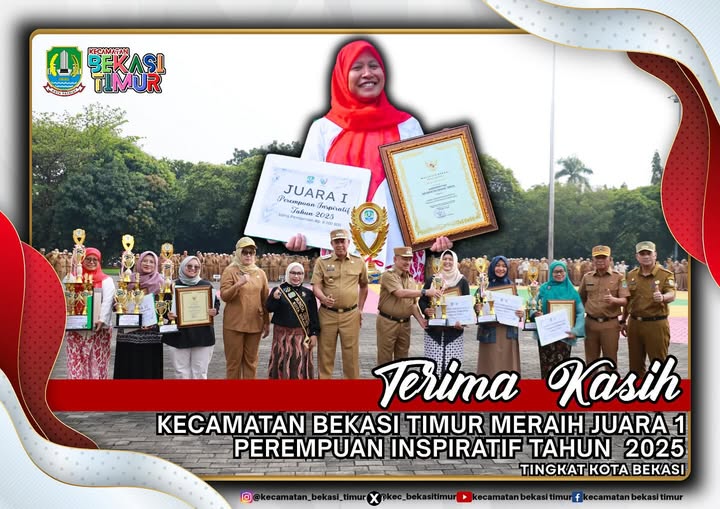 KECAMATAN
BEKASI
TIMUR
JUARA I
Perempuan Inspiratif
Tahun 2025
Terima Kasih
KECAMATAN BEKASI TIMUR MERAIH JUARA 1
PEREMPUAN INSPIRATIF TAHUN 2025
TINGKAT KOTA BEKASI
@kecamatan_bekasi_timur X @kec_bekasitimur kecamatan bekasi timur kecamatan bekasi timur